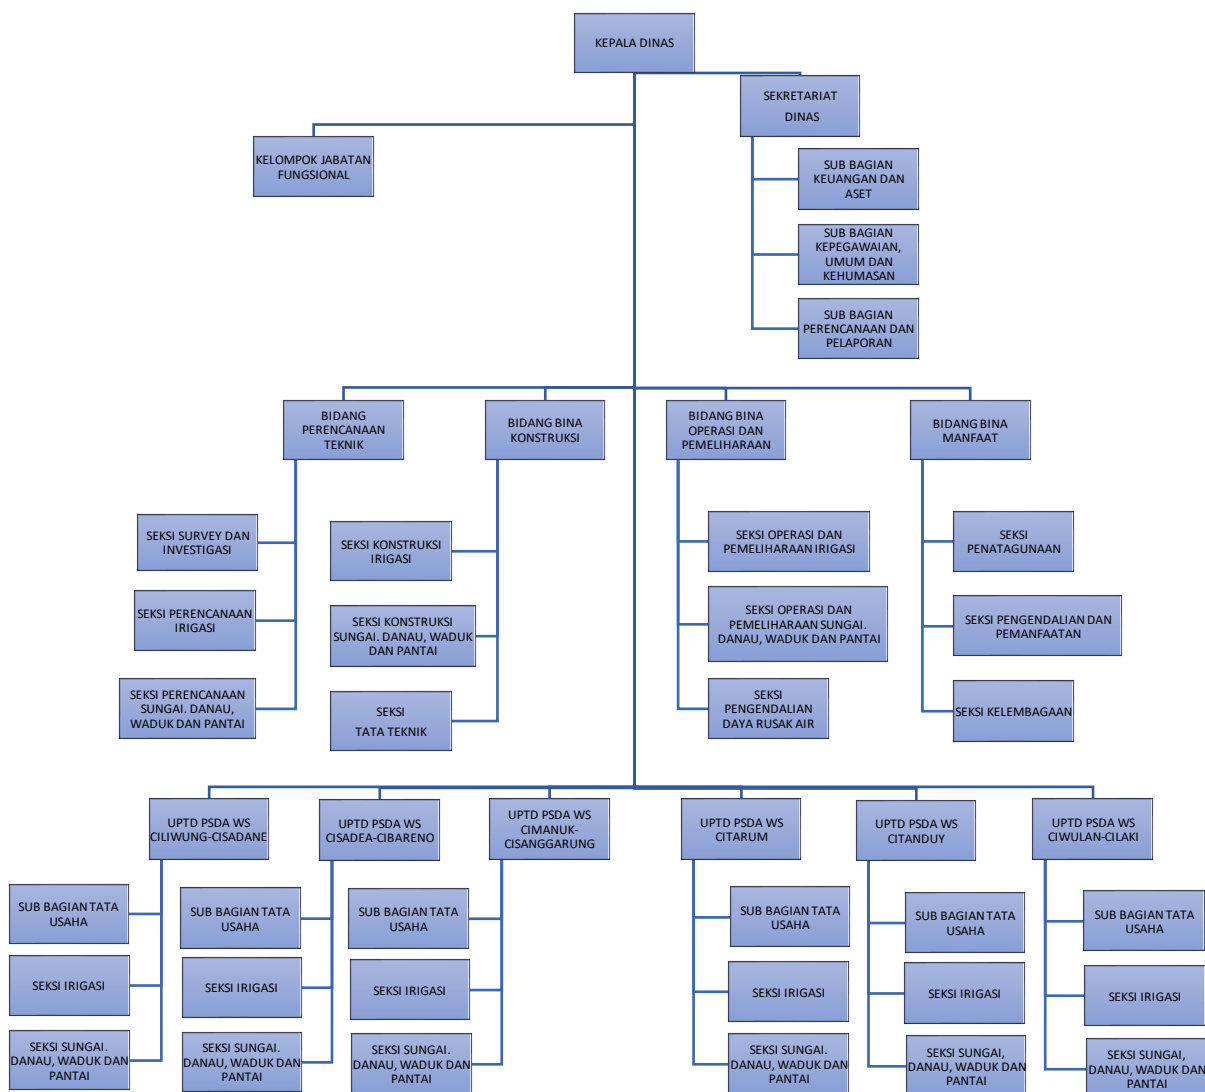 KEPALA DINAS
SEKRETARIAT
DINAS
KELOMPOK JABATAN
FUNGSIONAL
SUB BAGIAN
KEUANGAN DAN
ASET
SUB BAGIAN
KEPEGAWAIAN,
UMUM DAN
KEHUMASAN
SUB BAGIAN
PERENCANAAN DAN
PELAPORAN
BIDANG
PERENCANAAN
TEKNIK
BIDANG BINA
KONSTRUKSI
BIDANG BINA
OPERASI DAN
PEMELIHARAAN
BIDANG BINA
MANFAAT
SEKSI SURVEY DAN
INVESTIGASI
SEKSI PERENCANAAN
IRIGASI
SEKSI PERENCANAAN
SUNGAI. DANAU,
WADUK DAN PANTAI
SEKSI KONSTRUKSI
IRIGASI
SEKSI KONSTRUKSI
SUNGAI. DANAU, WADUK
DAN PANTAI
SEKSI
TATA TEKNIK
SEKSI OPERASI DAN
PEMELIHARAAN IRIGASI
SEKSI OPERASI DAN
PEMELIHARAAN SUNGAI.
DANAU, WADUK DAN PANTAI
SEKSI
PENGENDALIAN
DAYA RUSAK AIR
SEKSI
PENATAGUNAAN
SEKSI PENGENDALIAN DAN
PEMANFAATAN
SEKSI KELEMBAGAAN
UPTD PSDA WS
CILIWUNG-CISADANE
SUB BAGIAN TATA
USAHA
SEKSI IRIGASI
SEKSI SUNGAI.
DANAU, WADUK DAN
PANTAI
UPTD PSDA WS
CISADEA-CIBARENO
SUB BAGIAN TATA
USAHA
SEKSI IRIGASI
SEKSI SUNGAI.
DANAU, WADUK DAN
PANTAI
UPTD PSDA WS
CIMANUK-
CISANGGARUNG
SUB BAGIAN TATA
USAHA
SEKSI IRIGASI
SEKSI SUNGAI.
DANAU, WADUK DAN
PANTAI
UPTD PSDA WS
CITARUM
SUB BAGIAN TATA
USAHA
SEKSI IRIGASI
SEKSI SUNGAI.
DANAU, WADUK DAN
PANTAI
UPTD PSDA WS
CITANDUY
SUB BAGIAN TATA
USAHA
SEKSI IRIGASI
SEKSI SUNGAI,
DANAU, WADUK DAN
PANTAI
UPTD PSDA WS
CIWULAN-CILAKI
SUB BAGIAN TATA
USAHA
SEKSI IRIGASI
SEKSI SUNGAI,
DANAU, WADUK DAN
PANTAI